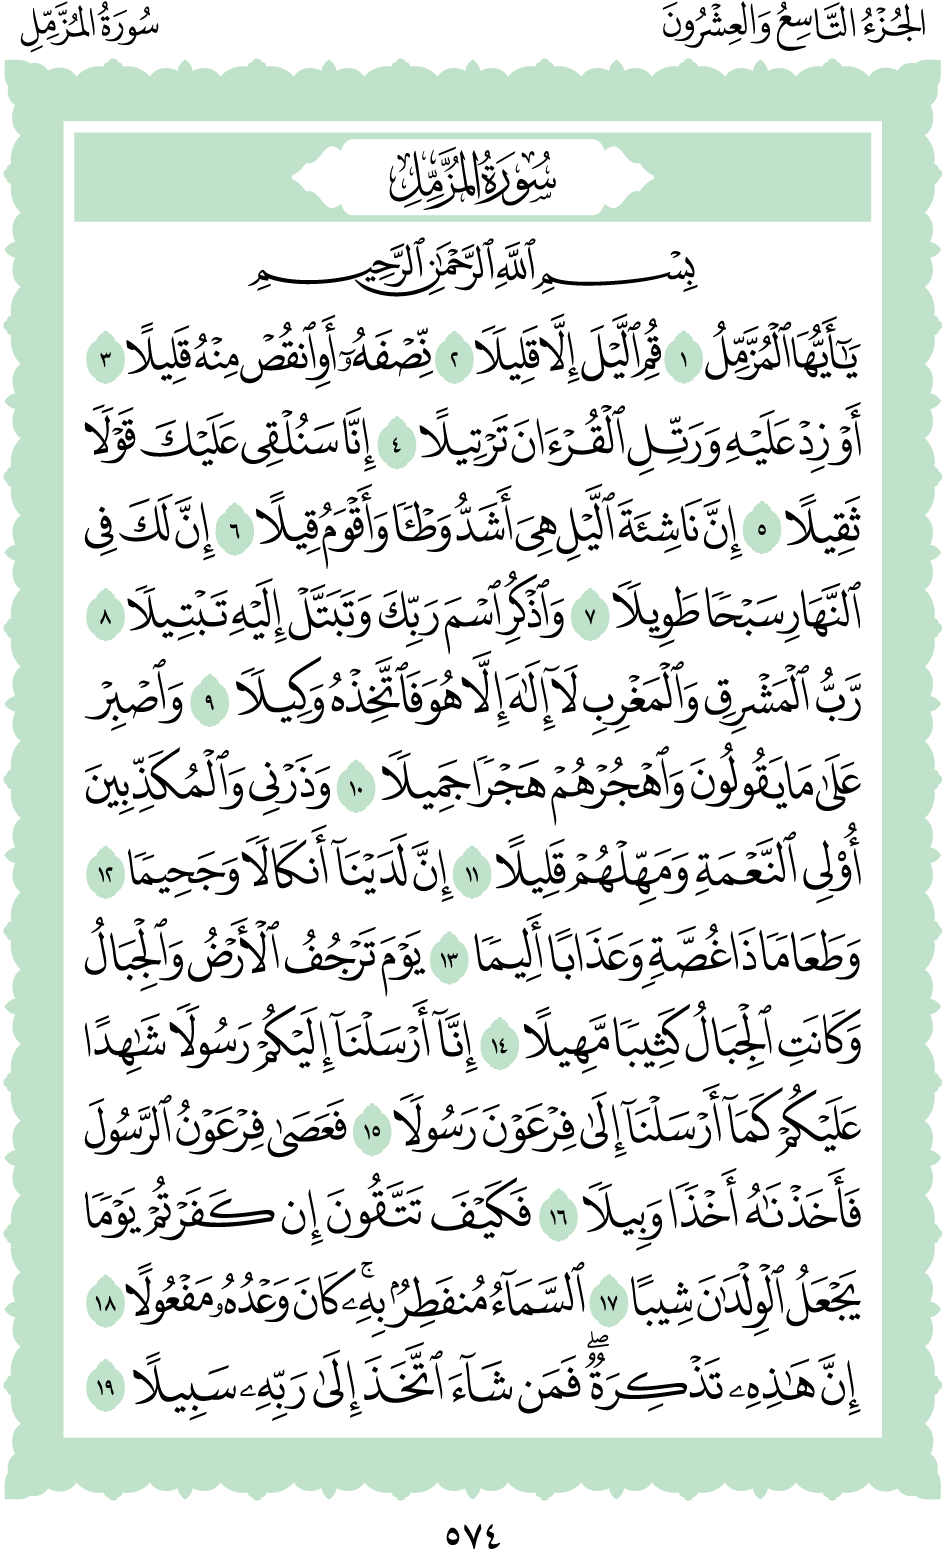 الجُزْءُ التَّاسِعُ وَالعِشْرُونَ
سُورَةُ المُزَّمِّلِ
سُورَةُ المُزَّمِّلِ
بِسْمِ ٱللَّهِ ٱلرَّحْمَٰنِ ٱلرَّحِيمِ
يَٰٓأَيُّهَا ٱلْمُزَّمِّلُ ١ قُمِ ٱلَّيْلَ إِلَّا قَلِيلًا ٢ نِّصْفَهُۥٓ أَوِ ٱنقُصْ مِنْهُ قَلِيلًا ٣
أَوْ زِدْ عَلَيْهِ وَرَتِّلِ ٱلْقُرْءَانَ تَرْتِيلًا ٤ إِنَّا سَنُلْقِى عَلَيْكَ قَوْلًا
ثَقِيلًا ٥ إِنَّ نَاشِئَةَ ٱلَّيْلِ هِىَ أَشَدُّ وَطْـًٔا وَأَقْوَمُ قِيلًا ٦ إِنَّ لَكَ فِى
ٱلنَّهَارِ سَبْحًا طَوِيلًا ٧ وَٱذْكُرِ ٱسْمَ رَبِّكَ وَتَبَتَّلْ إِلَيْهِ تَبْتِيلًا ٨
رَّبُّ ٱلْمَشْرِقِ وَٱلْمَغْرِبِ لَآ إِلَٰهَ إِلَّا هُوَ فَٱتَّخِذْهُ وَكِيلًا ٩ وَٱصْبِرْ
عَلَىٰ مَا يَقُولُونَ وَٱهْجُرْهُمْ هَجْرًا جَمِيلًا ١٠ وَذَرْنِى وَٱلْمُكَذِّبِينَ
أُو۟لِى ٱلنَّعْمَةِ وَمَهِّلْهُمْ قَلِيلًا ١١ إِنَّ لَدَيْنَآ أَنكَالًا وَجَحِيمًا ١٢
وَطَعَامًا ذَا غُصَّةٍ وَعَذَابًا أَلِيمًا ١٣ يَوْمَ تَرْجُفُ ٱلْأَرْضُ وَٱلْجِبَالُ
وَكَانَتِ ٱلْجِبَالُ كَثِيبًا مَّهِيلًا ١٤ إِنَّآ أَرْسَلْنَآ إِلَيْكُمْ رَسُولًا شَٰهِدًا
عَلَيْكُمْ كَمَآ أَرْسَلْنَآ إِلَىٰ فِرْعَوْنَ رَسُولًا ١٥ فَعَصَىٰ فِرْعَوْنُ ٱلرَّسُولَ
فَأَخَذْنَٰهُ أَخْذًا وَبِيلًا ١٦ فَكَيْفَ تَتَّقُونَ إِن كَفَرْتُمْ يَوْمًا
يَجْعَلُ ٱلْوِلْدَٰنَ شِيبًا ١٧ ٱلسَّمَآءُ مُنفَطِرٌۢ بِهِۦ ۚ كَانَ وَعْدُهُۥ مَفْعُولًا ١٨
إِنَّ هَٰذِهِۦ تَذْكِرَةٌ ۖ فَمَن شَآءَ ٱتَّخَذَ إِلَىٰ رَبِّهِۦ سَبِيلًا ١٩
٥٧٤